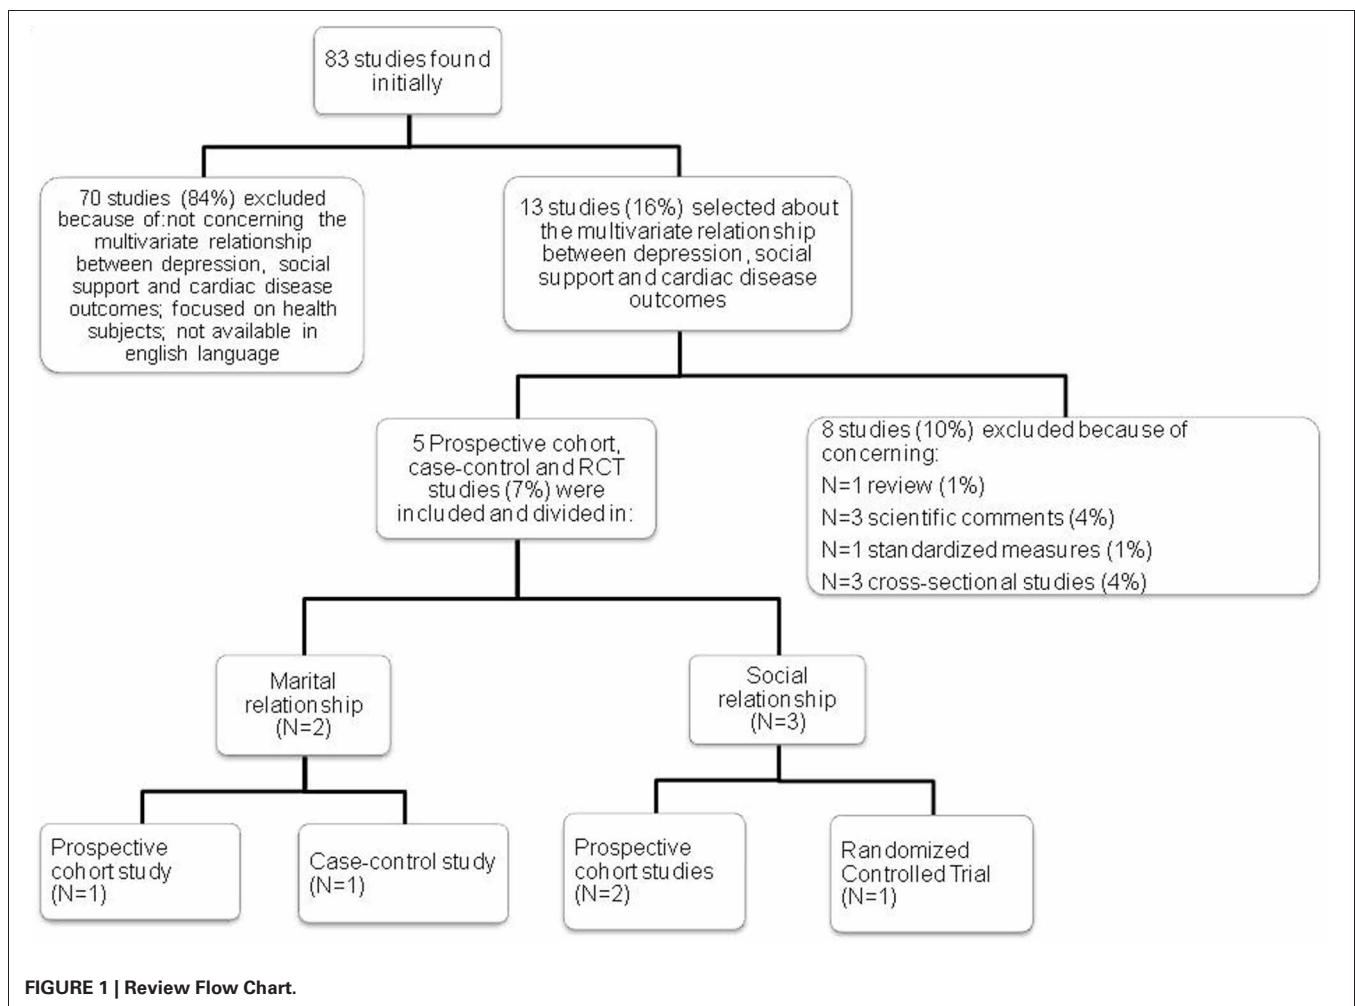 83 studies found
initially
70 studies (84%) excluded
because of:not concerning the
multivariate relationship
between depression, social
support and cardiac disease
outcomes; focused on health
subjects; not available in
english language
13 studies (16%) selected about
the multivariate relationship
between depression, social
support and cardiac disease
outcomes
5 Prospective cohort,
case-control and RCT
studies (7%) were
included and divided in:
8 studies (10%) excluded because of
concerning:
N=1 review (1%)
N=3 scientific comments (4%)
N=1 standardized measures (1%)
N=3 cross-sectional studies (4%)
Marital
relationship
(N=2)
Social
relationship
(N=3)
Prospective
cohort study
(N=1)
Case-control study
(N=1)
Prospective
cohort studies
(N=2)
Randomized
Controlled Trial
(N=1)
FIGURE 1 | Review Flow Chart.